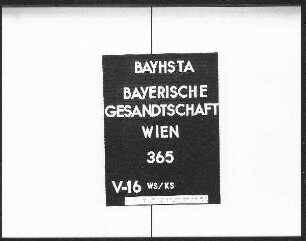 BAYHSTA
BAYERISCHE
GESANDTSCHAFT
WIEN
365
V-16 WS/KS